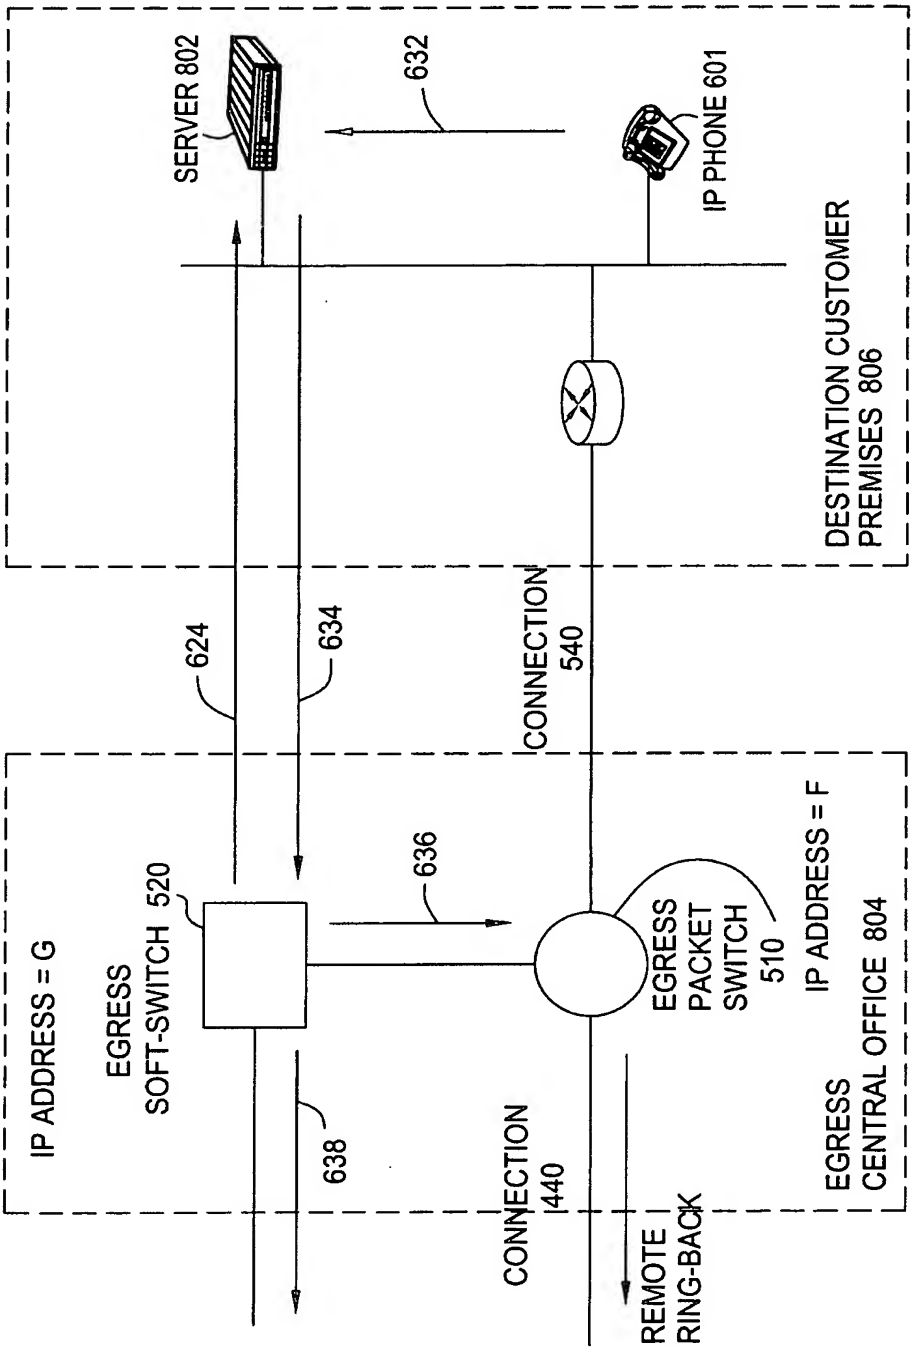 IP ADDRESS = G
EGRESS
SOFT-SWITCH 520
638
636
624
634
SERVER 802
632
IP PHONE 601
CONNECTION
440
CONNECTION
540
EGRESS
PACKET
SWITCH
510
IP ADDRESS = F
REMOTE
RING-BACK
EGRESS
CENTRAL OFFICE 804
DESTINATION CUSTOMER
PREMISES 806